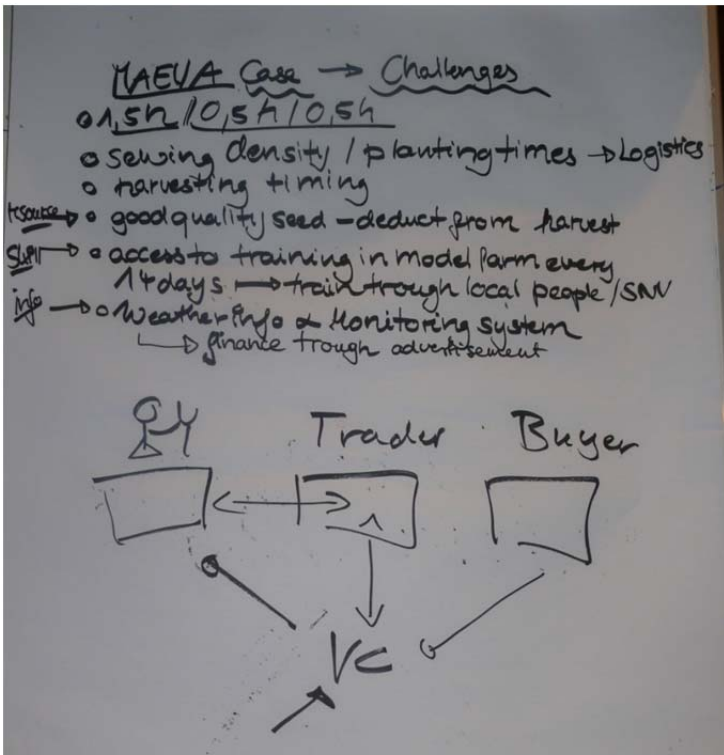 MAEVA Case → Challenges
o 1,5h / 0,5h / 0,5h
o sewing density / planting times → Logistics
o harvesting timing
resource → o good quality seed - deduct from harvest
→ o access to training in model farm every
14 days → train trough local people / SNV
info → o Weather info & Monitoring system
↳ finance trough advertisement
Trader Buyer
VC